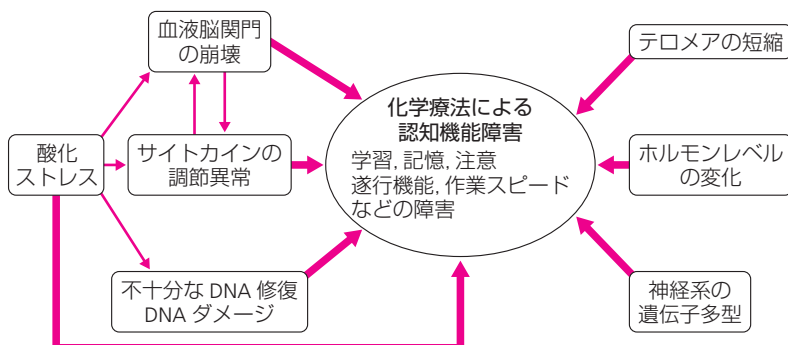 血液脳関門
の崩壊
テロメアの短縮
化学療法による
認知機能障害
学習, 記憶, 注意
遂行機能, 作業スピード
などの障害
酸化
ストレス
サイトカインの
調節異常
ホルモンレベル
の変化
不十分な DNA 修復
DNA ダメージ
神経系の
遺伝子多型